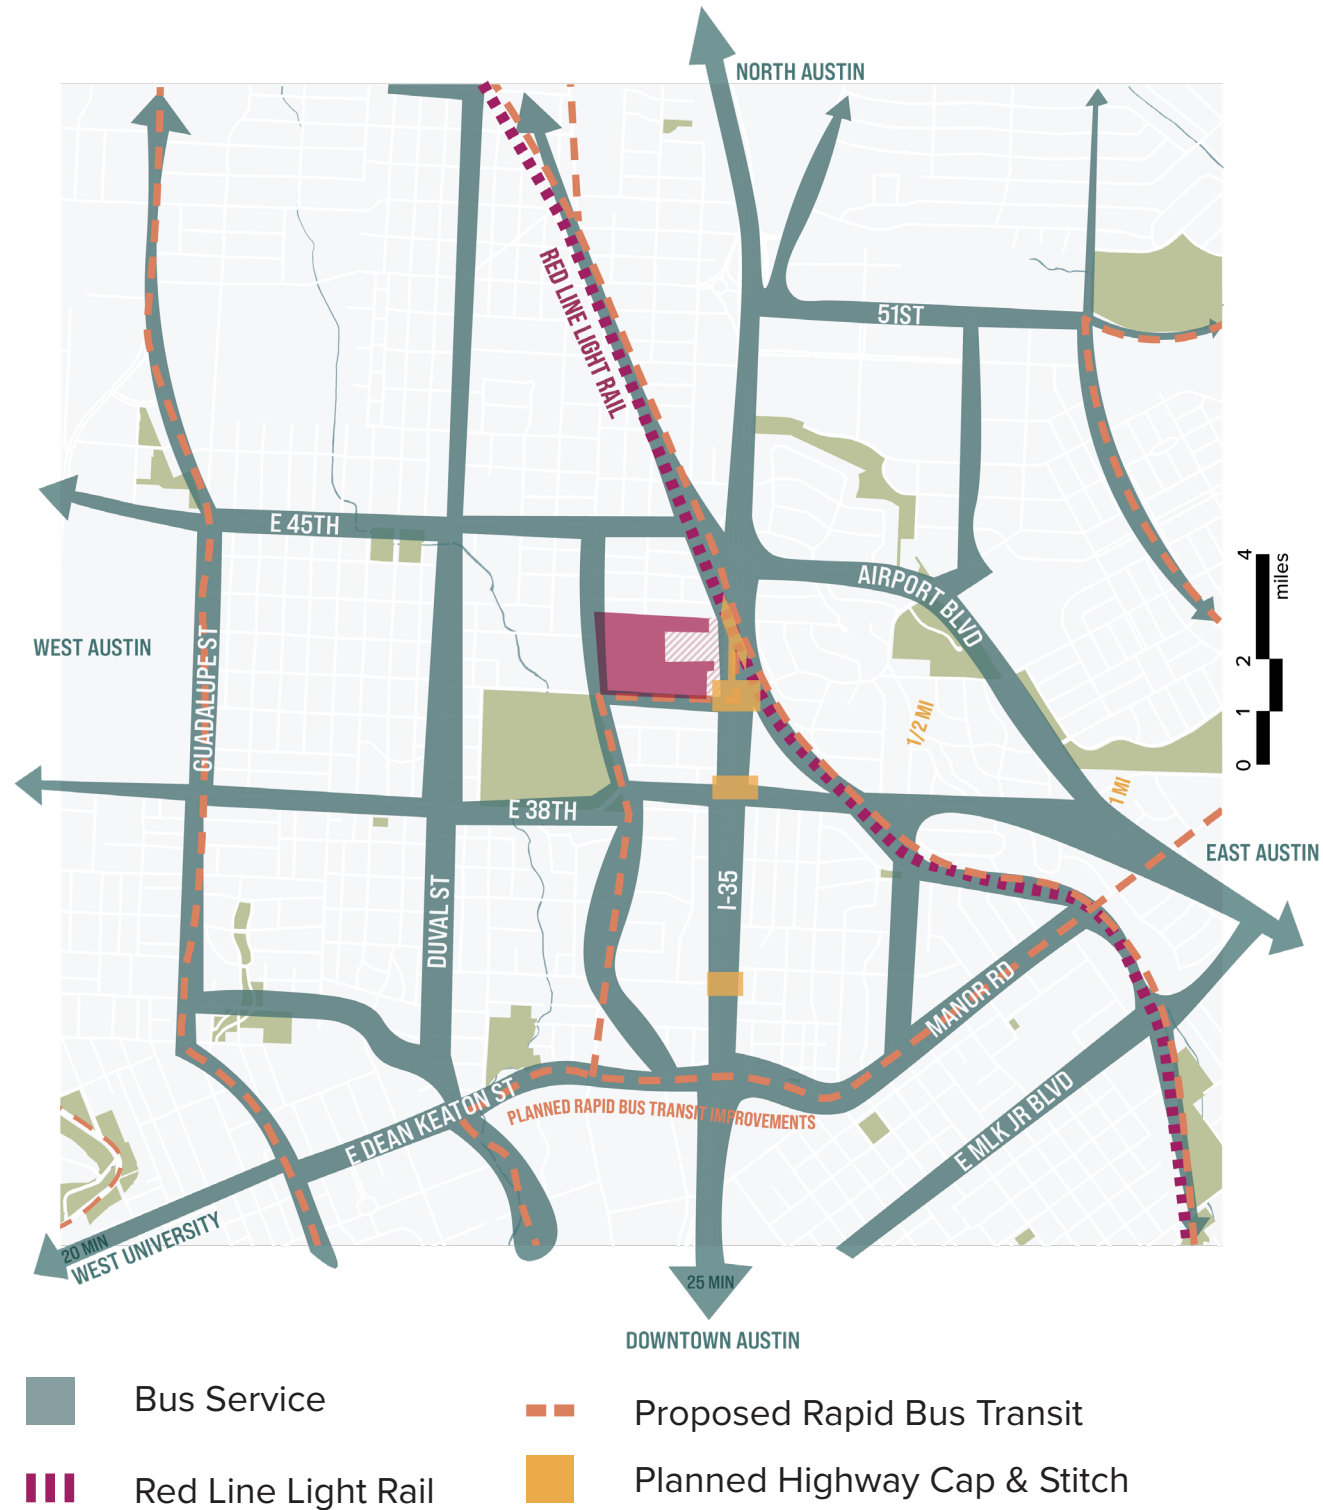 NORTH AUSTIN
RED LINE LIGHT RAIL
51ST
E 45TH
AIRPORT BLVD
4
miles
2
1
0
WEST AUSTIN
GUADALUPE ST
1/2 MI
1 MI
E 38TH
EAST AUSTIN
I-35
DUVAL ST
MANOR RD
E DEAN KEATON ST
PLANNED RAPID BUS TRANSIT IMPROVEMENTS
E MLK JR BLVD
20 MIN
WEST UNIVERSITY
25 MIN
DOWNTOWN AUSTIN
Bus Service
Proposed Rapid Bus Transit
Red Line Light Rail
Planned Highway Cap & Stitch